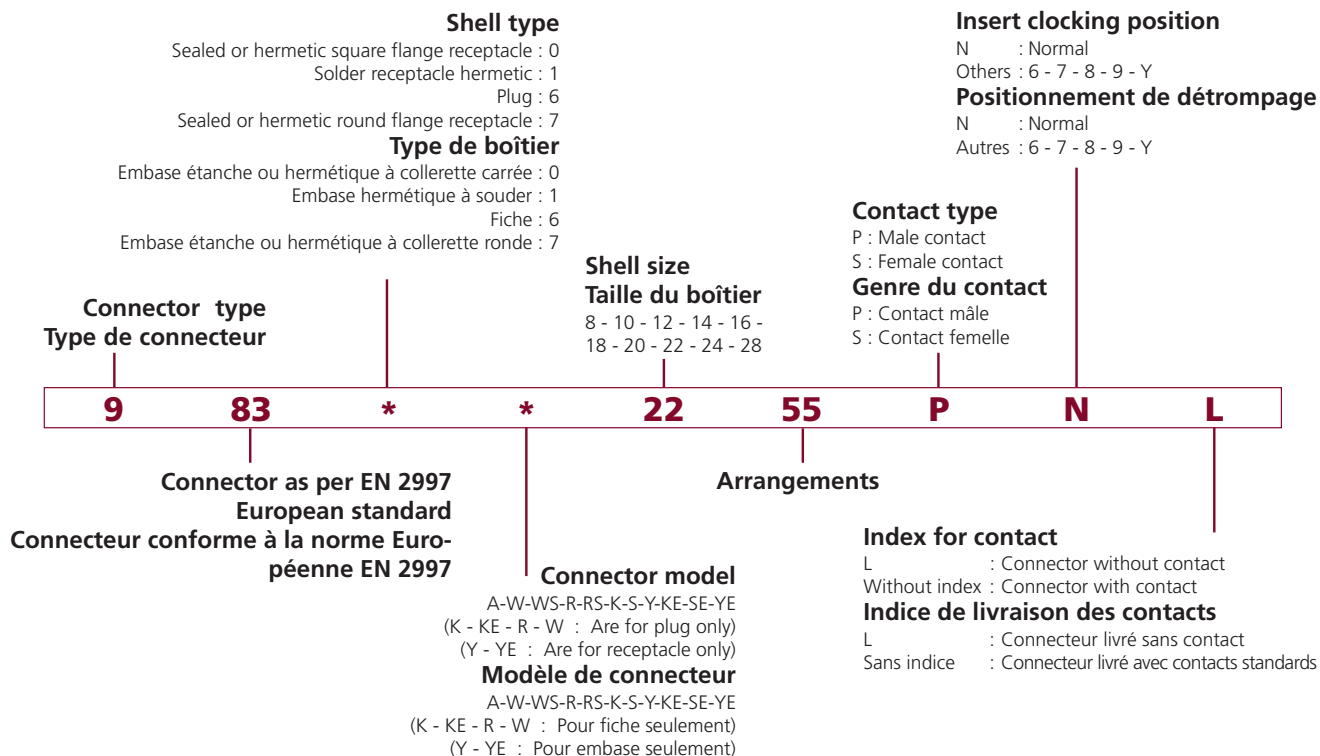 Shell type
Sealed or hermetic square flange receptacle : 0
Solder receptacle hermetic : 1
Plug : 6
Sealed or hermetic round flange receptacle : 7
Type de boîtier
Embase étanche ou hermétique à collerette carrée : 0
Embase hermétique à souder : 1
Fiche : 6
Embase étanche ou hermétique à collerette ronde : 7
Insert clocking position
N : Normal
Others : 6 - 7 - 8 - 9 - Y
Positionnement de détrompage
N : Normal
Autres : 6 - 7 - 8 - 9 - Y
Contact type
P : Male contact
S : Female contact
Genre du contact
P : Contact mâle
S : Contact femelle
Shell size
Taille du boîtier
8 - 10 - 12 - 14 - 16 -
18 - 20 - 22 - 24 - 28
Connector type
Type de connecteur
9 83 * * 22 55 P N L
Connector as per EN 2997
European standard
Connecteur conforme à la norme Euro-
péenne EN 2997
Arrangements
Connector model
A-W-WS-R-RS-K-S-Y-KE-SE-YE
(K - KE - R - W : Are for plug only)
(Y - YE : Are for receptacle only)
Modèle de connecteur
A-W-WS-R-RS-K-S-Y-KE-SE-YE
(K - KE - R - W : Pour fiche seulement)
(Y - YE : Pour embase seulement)
Index for contact
L : Connector without contact
Without index : Connector with contact
Indice de livraison des contacts
L : Connecteur livré sans contact
Sans indice : Connecteur livré avec contacts standards